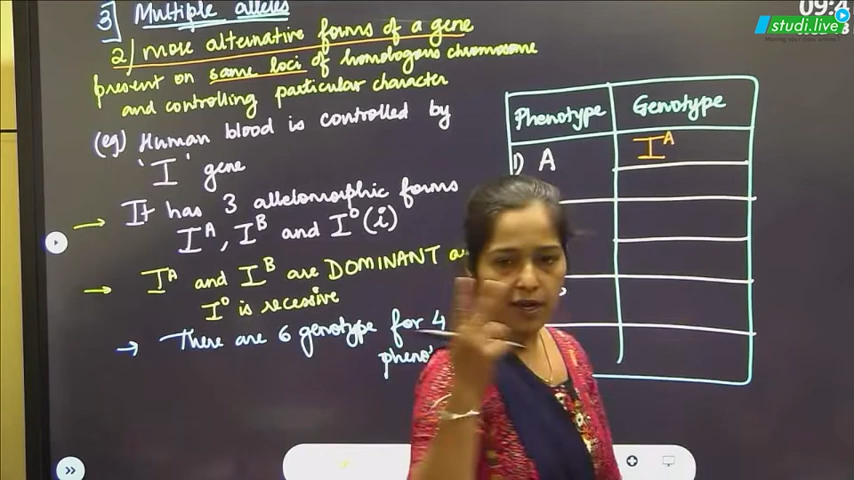 3] Multiple alleles
2) more alternative forms of a gene
present on same loci of homologous chromosome
and controlling particular character
(eg) Human blood is controlled by
'I' gene
→ It has 3 allelomorphic forms
I^A, I^B and I^o (i)
→ I^A and I^B are DOMINANT
I^o is recessive
→ There are 6 genotype for 4
Phenotype Genotype
1) A I^A
09:4
studi.live